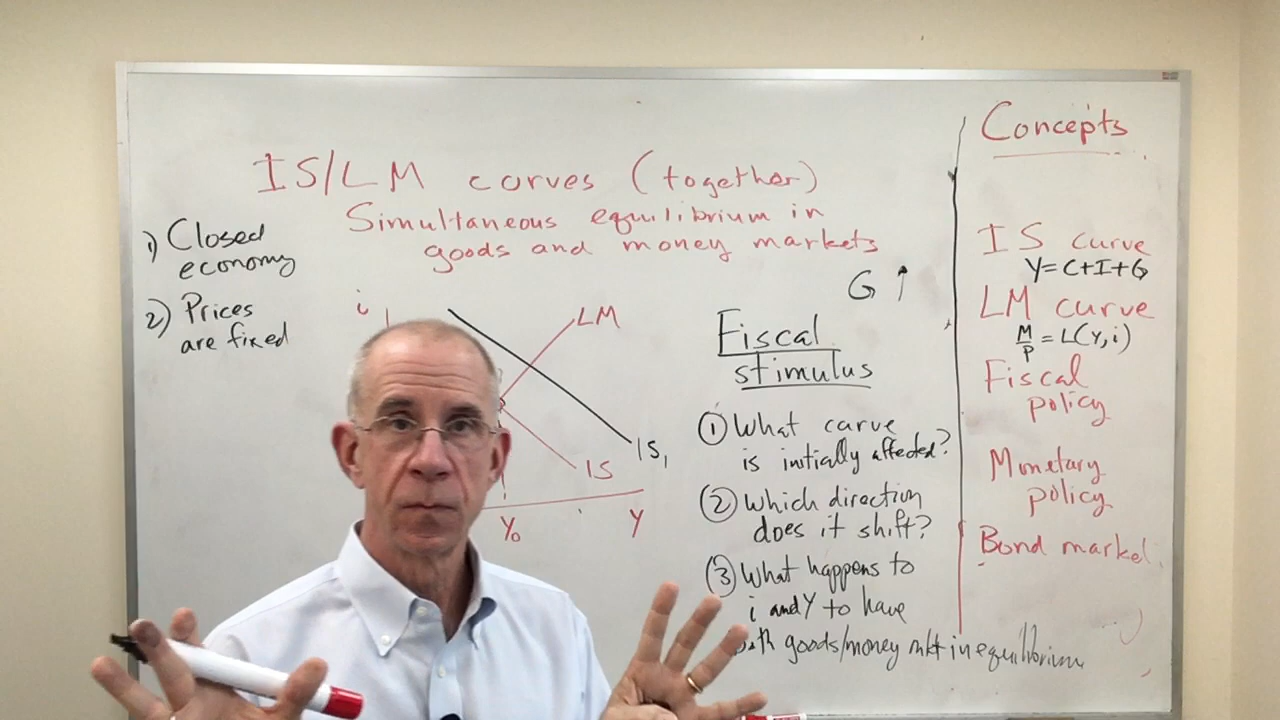 IS/LM curves (together)
Simultaneous equilibrium in
goods and money markets
1) Closed
economy
2) Prices
are fixed
i
LM
IS1
IS
Y0
Y
G ↑
Fiscal
stimulus
① What curve
is initially affected?
② Which direction
does it shift?
③ What happens to
i and Y to have
goods/money mkt in equilibrium
Concepts
IS curve
Y=C+I+G
LM curve
M/P = L(Y,i)
Fiscal
policy
Monetary
policy
Bond market